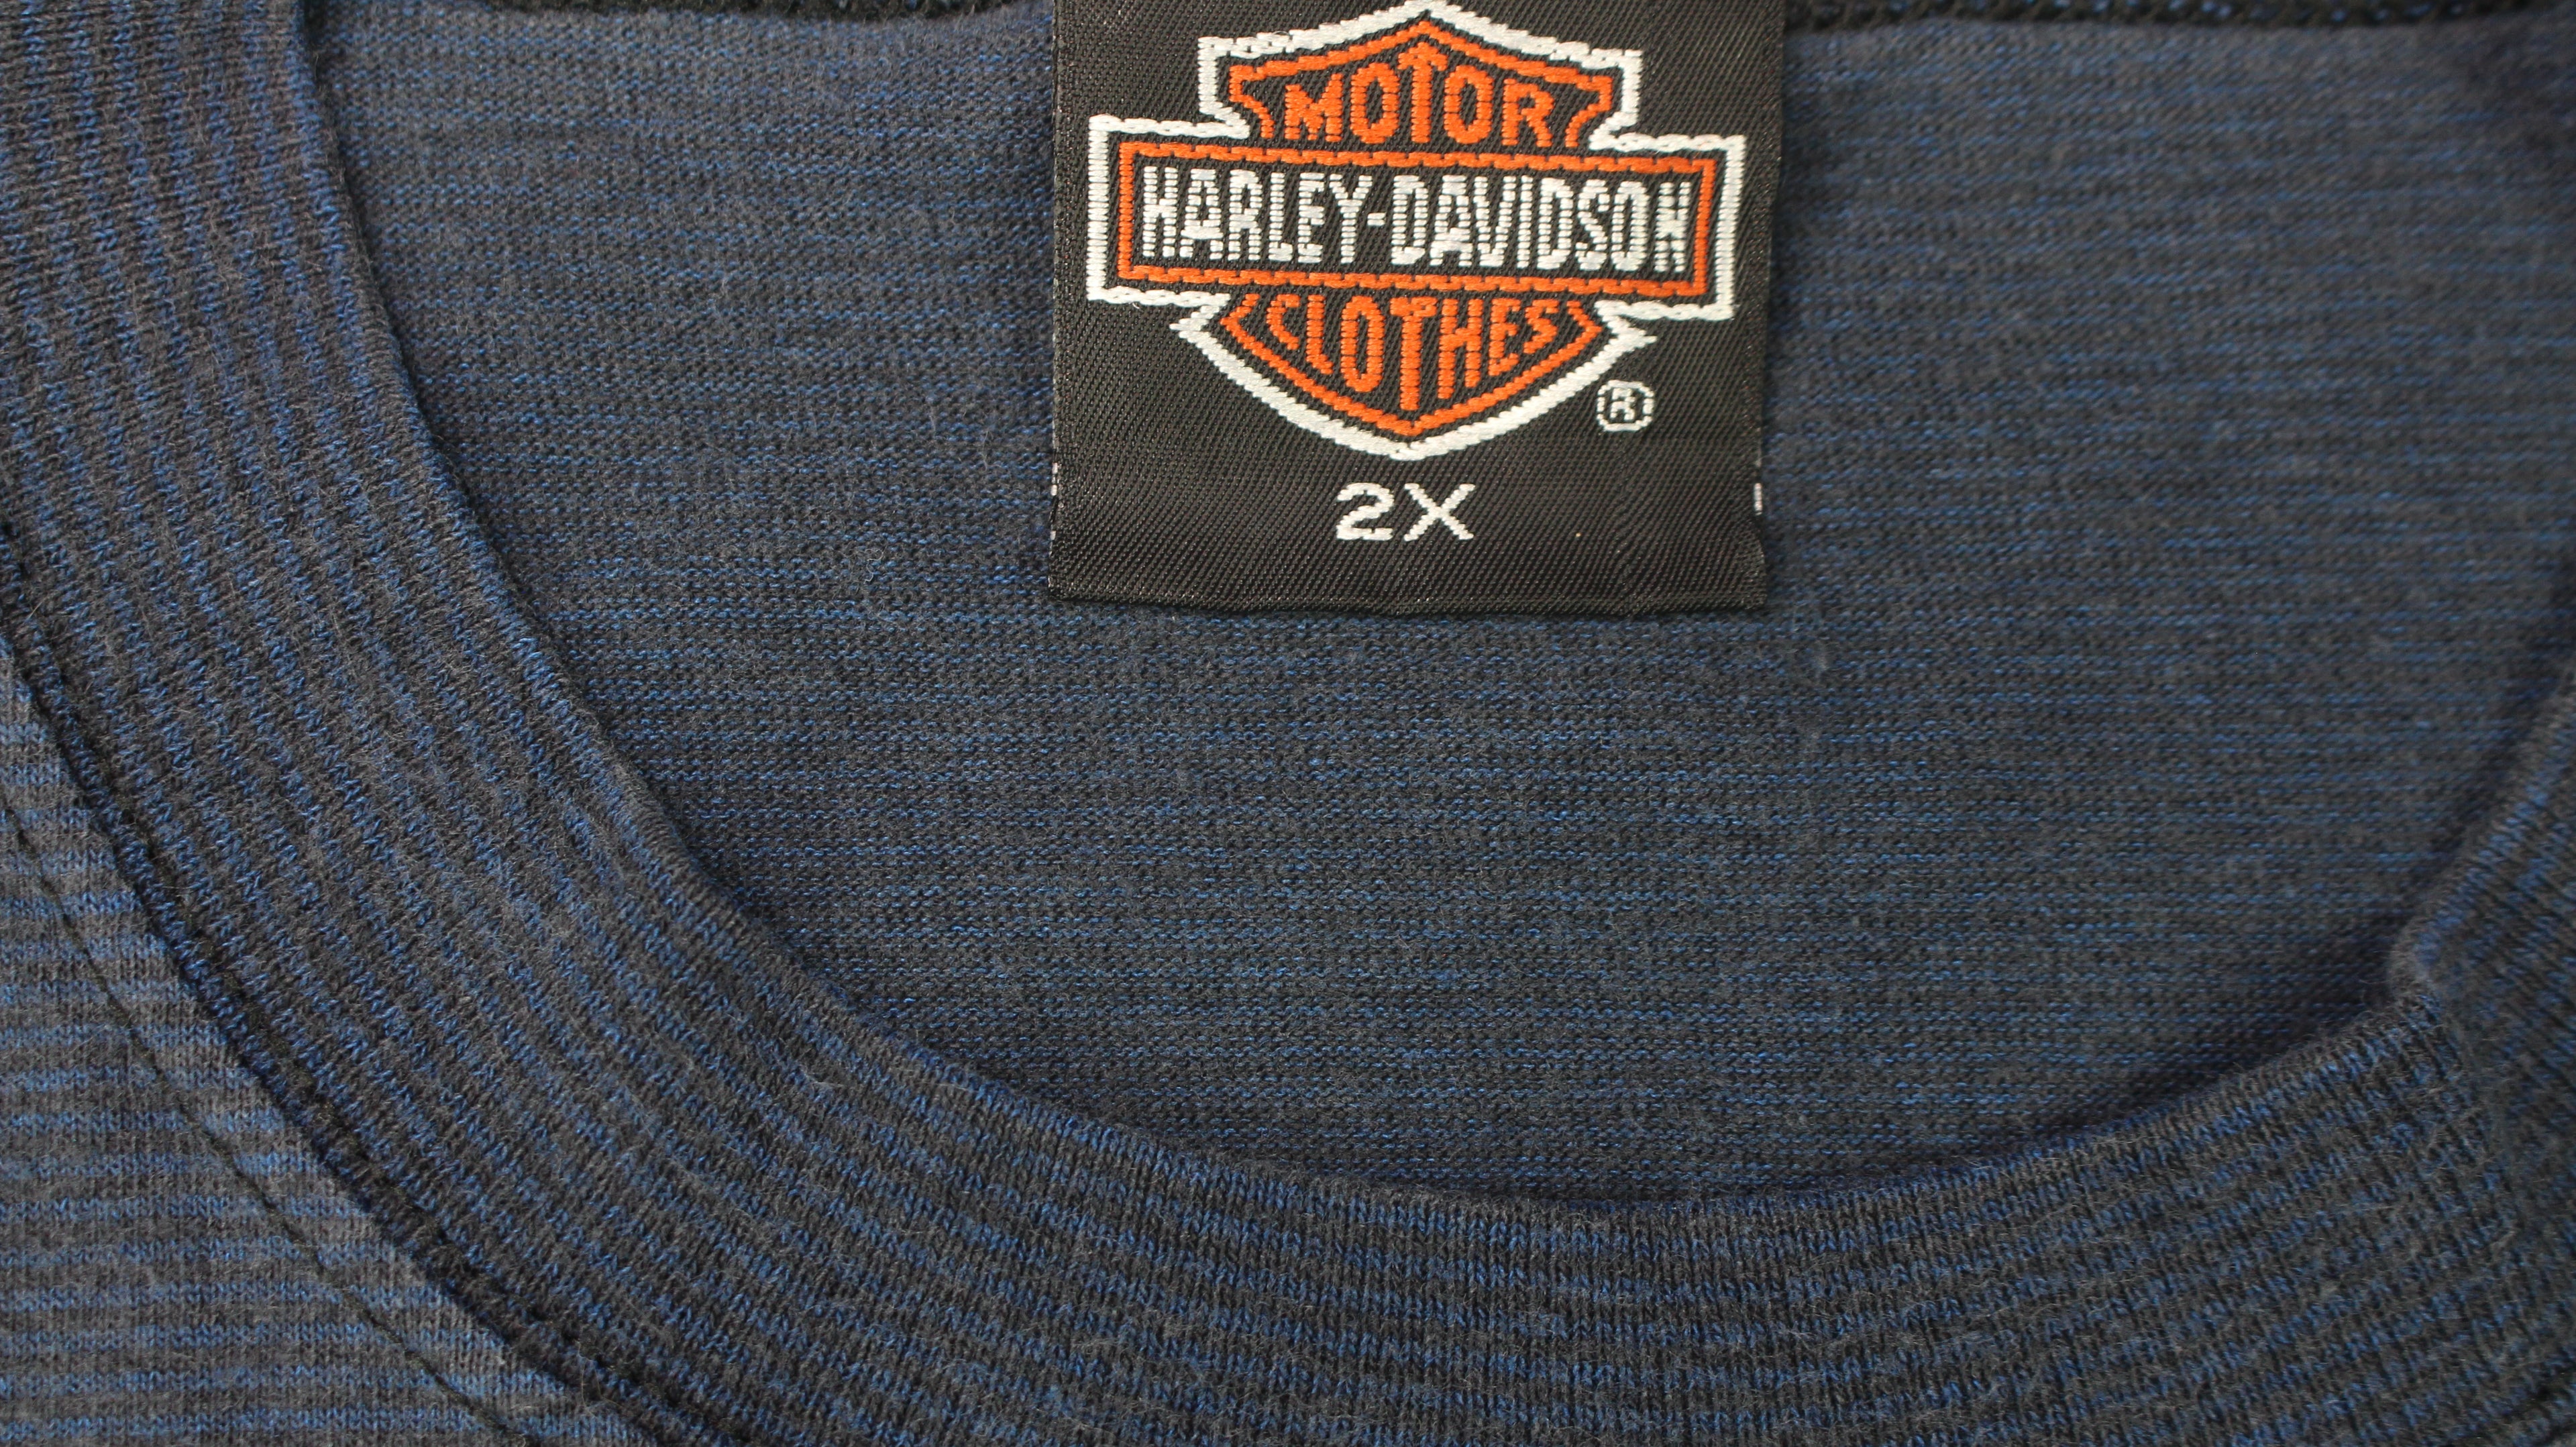 MOTOR
HARLEY-DAVIDSON
CLOTHES
®
2X